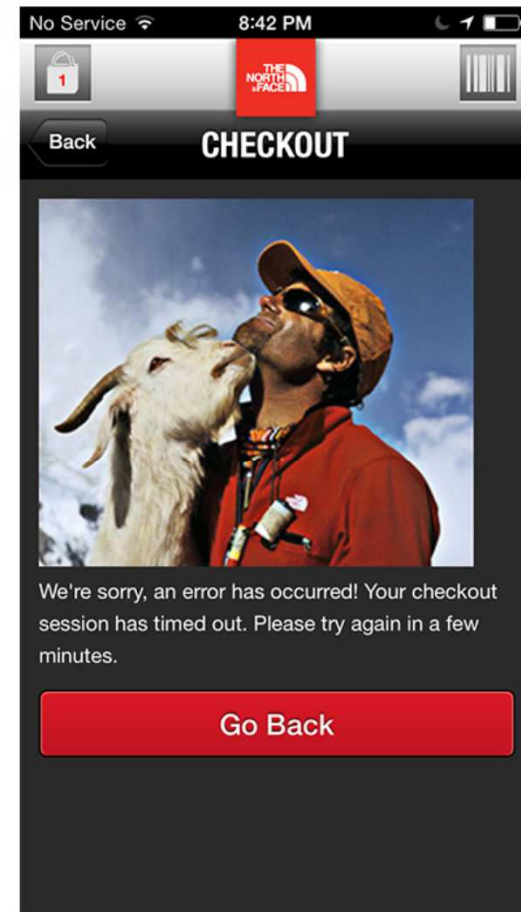 No Service 8:42 PM
1
THE
NORTH
FACE
Back CHECKOUT
We're sorry, an error has occurred! Your checkout
session has timed out. Please try again in a few
minutes.
Go Back